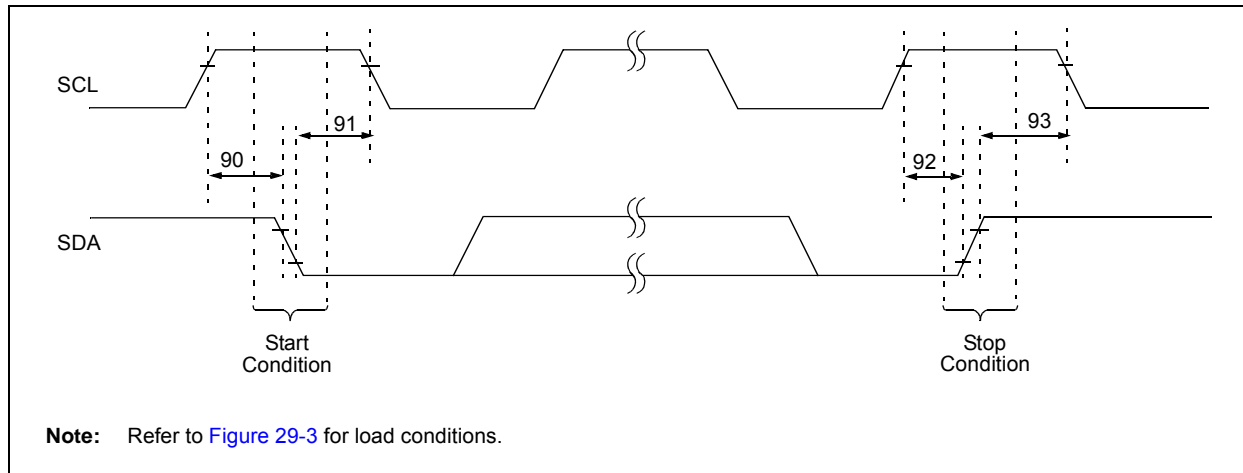 SCL
91
93
90
92
SDA
Start
Condition
Stop
Condition
Note: Refer to Figure 29-3 for load conditions.